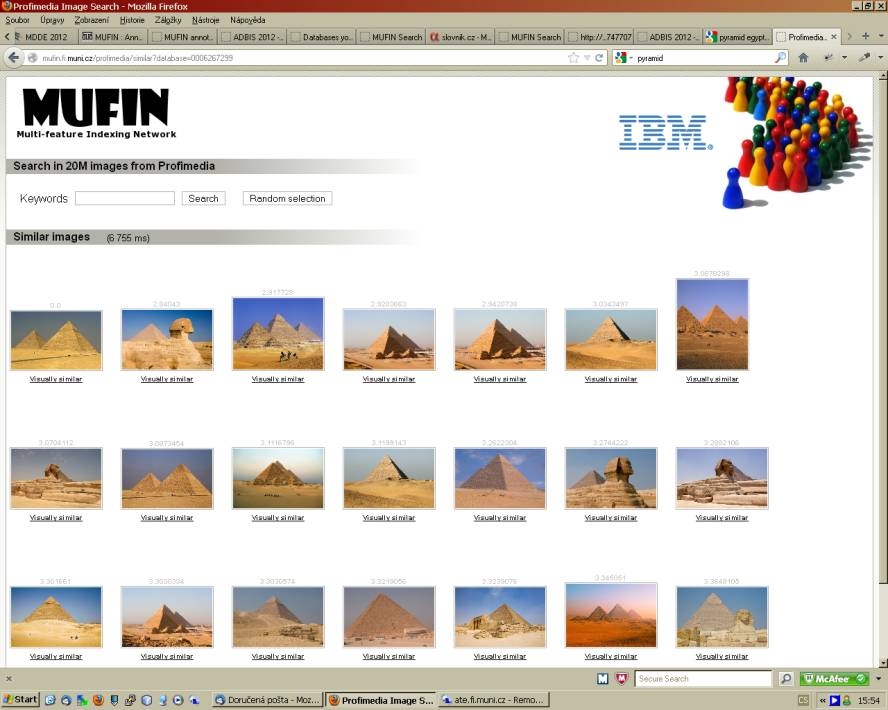 Profimedia Image Search - Mozilla Firefox
Soubor Úpravy Zobrazení Historie Záložky Nástroje Nápověda
MDDE 2012 MUFIN : Ann... MUFIN annot... ADBIS 2012 -... Databases yo... MUFIN Search slovnik.cz - M... MUFIN Search http://...747707 ADBIS 2012 -... pyramid egypt... Profimedia...
mufin.fi.muni.cz/profimedia/similar?database=0006267299 pyramid
MUFIN
Multi-feature Indexing Network
IBM.
Search in 20M images from Profimedia
Keywords Search Random selection
Similar images (6 755 ms)
0.0 2.84043 2.917728 2.9203663 2.9420738 3.0343497 3.0678298
Visually similar Visually similar Visually similar Visually similar Visually similar Visually similar Visually similar
3.0704112 3.0873454 3.1116796 3.1199143 3.2622304 3.2744222 3.2882106
Visually similar Visually similar Visually similar Visually similar Visually similar Visually similar Visually similar
3.301661 3.3030334 3.3030574 3.3219056 3.3239076 3.345051 3.3648105
Visually similar Visually similar Visually similar Visually similar Visually similar Visually similar Visually similar
Secure Search McAfee
Start Doručená pošta - Moz... Profimedia Image S... ate.fi.muni.cz - Remo... CS 15:54